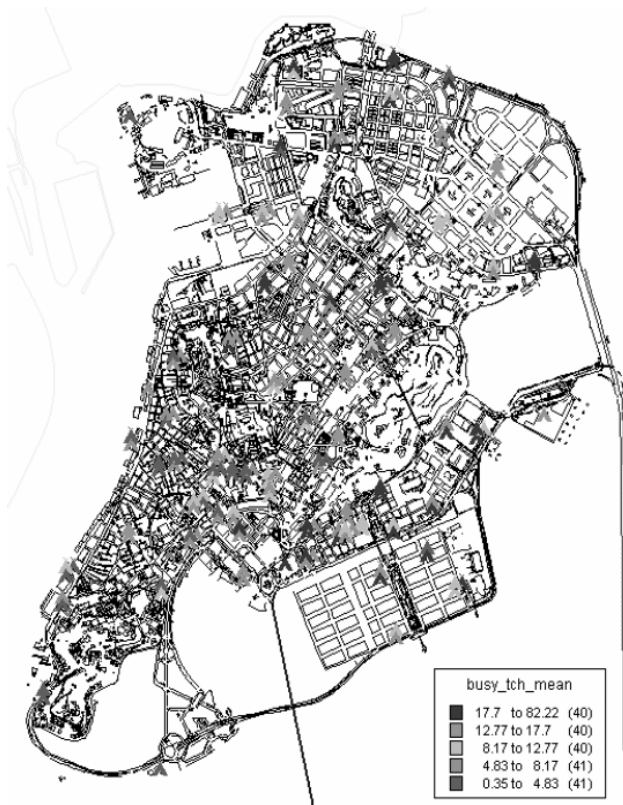 busy_tch_mean
17.7 to 82.22 (40)
12.77 to 17.7 (40)
8.17 to 12.77 (40)
4.83 to 8.17 (41)
0.35 to 4.83 (41)